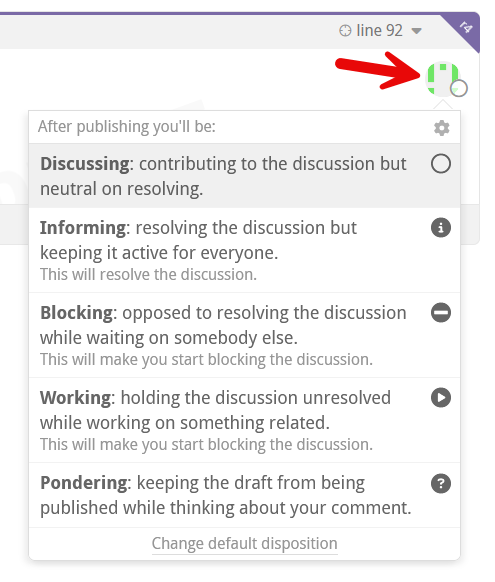 line 92
r4
After publishing you'll be:
Discussing: contributing to the discussion but
neutral on resolving.
Informing: resolving the discussion but
keeping it active for everyone.
This will resolve the discussion.
Blocking: opposed to resolving the discussion
while waiting on somebody else.
This will make you start blocking the discussion.
Working: holding the discussion unresolved
while working on something related.
This will make you start blocking the discussion.
Pondering: keeping the draft from being
published while thinking about your comment.
Change default disposition